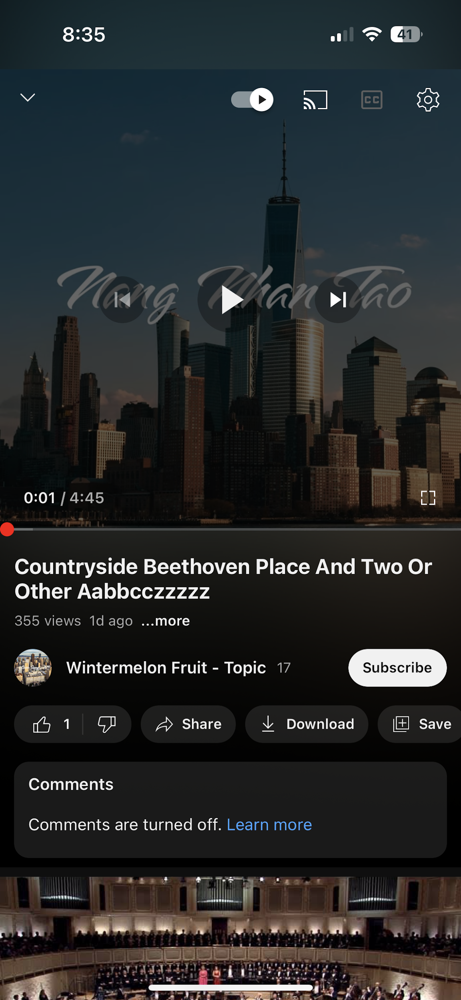 8:35
41
CC
Nang Nhan Tao
0:01 / 4:45
Countryside Beethoven Place And Two Or
Other Aabbcczzzzz
355 views 1d ago ...more
Wintermelon Fruit - Topic 17
Subscribe
1
Share
Download
Save
Comments
Comments are turned off. Learn more